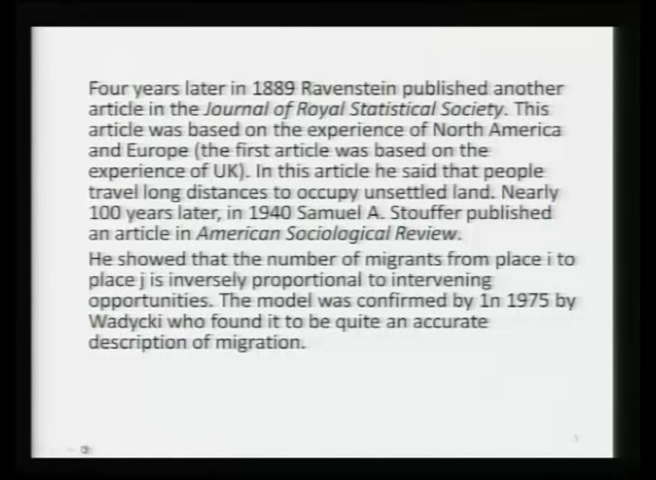 Four years later in 1889 Ravenstein published another
article in the Journal of Royal Statistical Society. This
article was based on the experience of North America
and Europe (the first article was based on the
experience of UK). In this article he said that people
travel long distances to occupy unsettled land. Nearly
100 years later, in 1940 Samuel A. Stouffer published
an article in American Sociological Review.
He showed that the number of migrants from place i to
place j is inversely proportional to intervening
opportunities. The model was confirmed by 1n 1975 by
Wadycki who found it to be quite an accurate
description of migration.